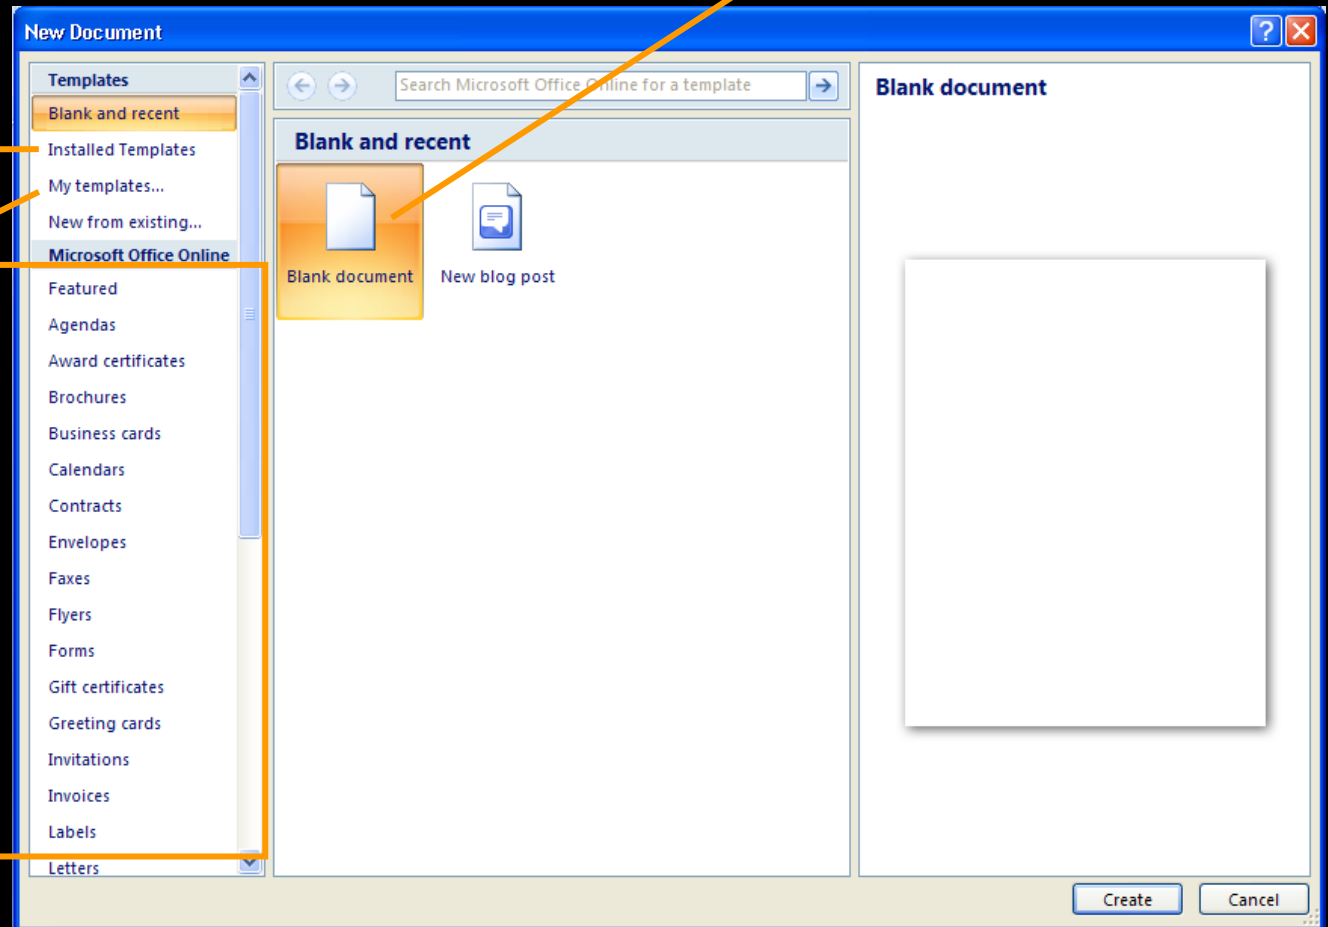 New Document
Templates
Blank and recent
Installed Templates
My templates...
New from existing...
Microsoft Office Online
Featured
Agendas
Award certificates
Brochures
Business cards
Calendars
Contracts
Envelopes
Faxes
Flyers
Forms
Gift certificates
Greeting cards
Invitations
Invoices
Labels
Letters
Search Microsoft Office Online for a template
Blank and recent
Blank document
New blog post
Blank document
Create
Cancel